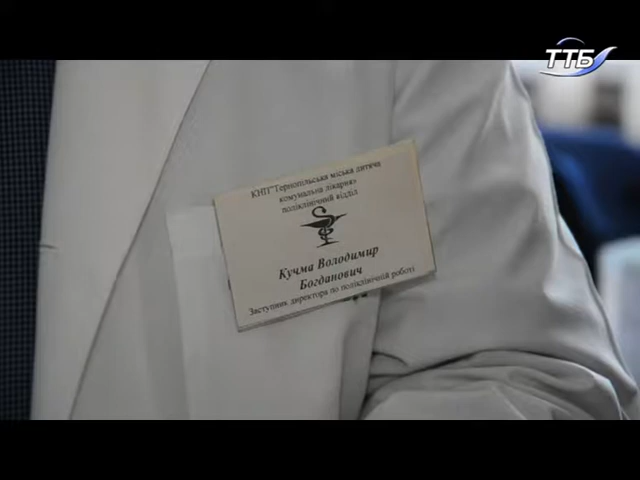 ТТБ
КНП"Тернопільська міська дитяча
комунальна лікарня»
поліклінічний відділ
Кучма Володимир
Богданович
Заступник директора по поліклінічній роботі